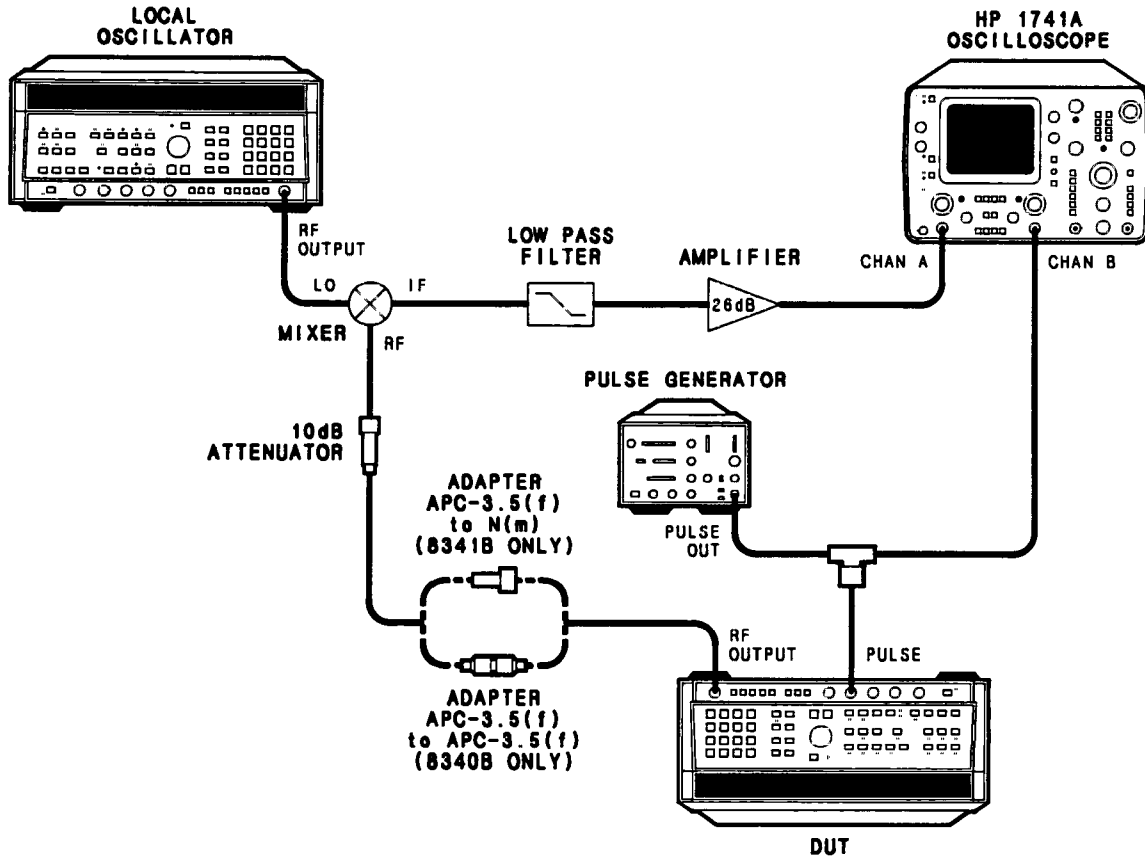 LOCAL
OSCILLATOR
HP 1741A
OSCILLOSCOPE
RF
OUTPUT
LO
IF
MIXER
RF
LOW PASS
FILTER
AMPLIFIER
26dB
CHAN A
CHAN B
PULSE GENERATOR
10dB
ATTENUATOR
ADAPTER
APC-3.5(f)
to N(m)
(8341B ONLY)
PULSE
OUT
RF
OUTPUT
PULSE
ADAPTER
APC-3.5(f)
to APC-3.5(f)
(8340B ONLY)
DUT